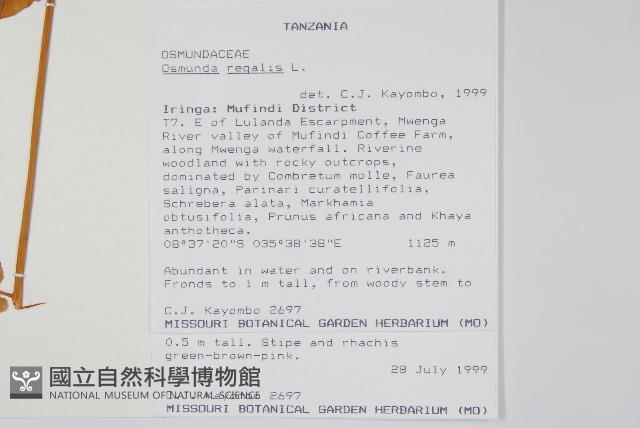 TANZANIA
OSMUNDACEAE
Osmunda regalis L.
det. C.J. Kayombo, 1999
Iringa: Mufindi District
T7. E of Lulanda Escarpment, Mwenga
River valley of Mufindi Coffee Farm,
along Mwenga waterfall. Riverine
woodland with rocky outcrops,
dominated by Combretum molle, Faurea
saligna, Parinari curatellifolia,
Schrebera alata, Markhamia
obtusifolia, Prunus africana and Khaya
anthotheca.
08°37'20"S 035°38'38"E 1125 m
Abundant in water and on riverbank.
Fronds to 1 m tall, from woody stem to
C.J. Kayombo 2697
MISSOURI BOTANICAL GARDEN HERBARIUM (MO)
0.5 m tall. Stipe and rhachis
green-brown-pink.
28 July 1999
國立自然科學博物館
NATIONAL MUSEUM OF NATURAL SCIENCE
C.J. Kayombo 2697
MISSOURI BOTANICAL GARDEN HERBARIUM (MO)